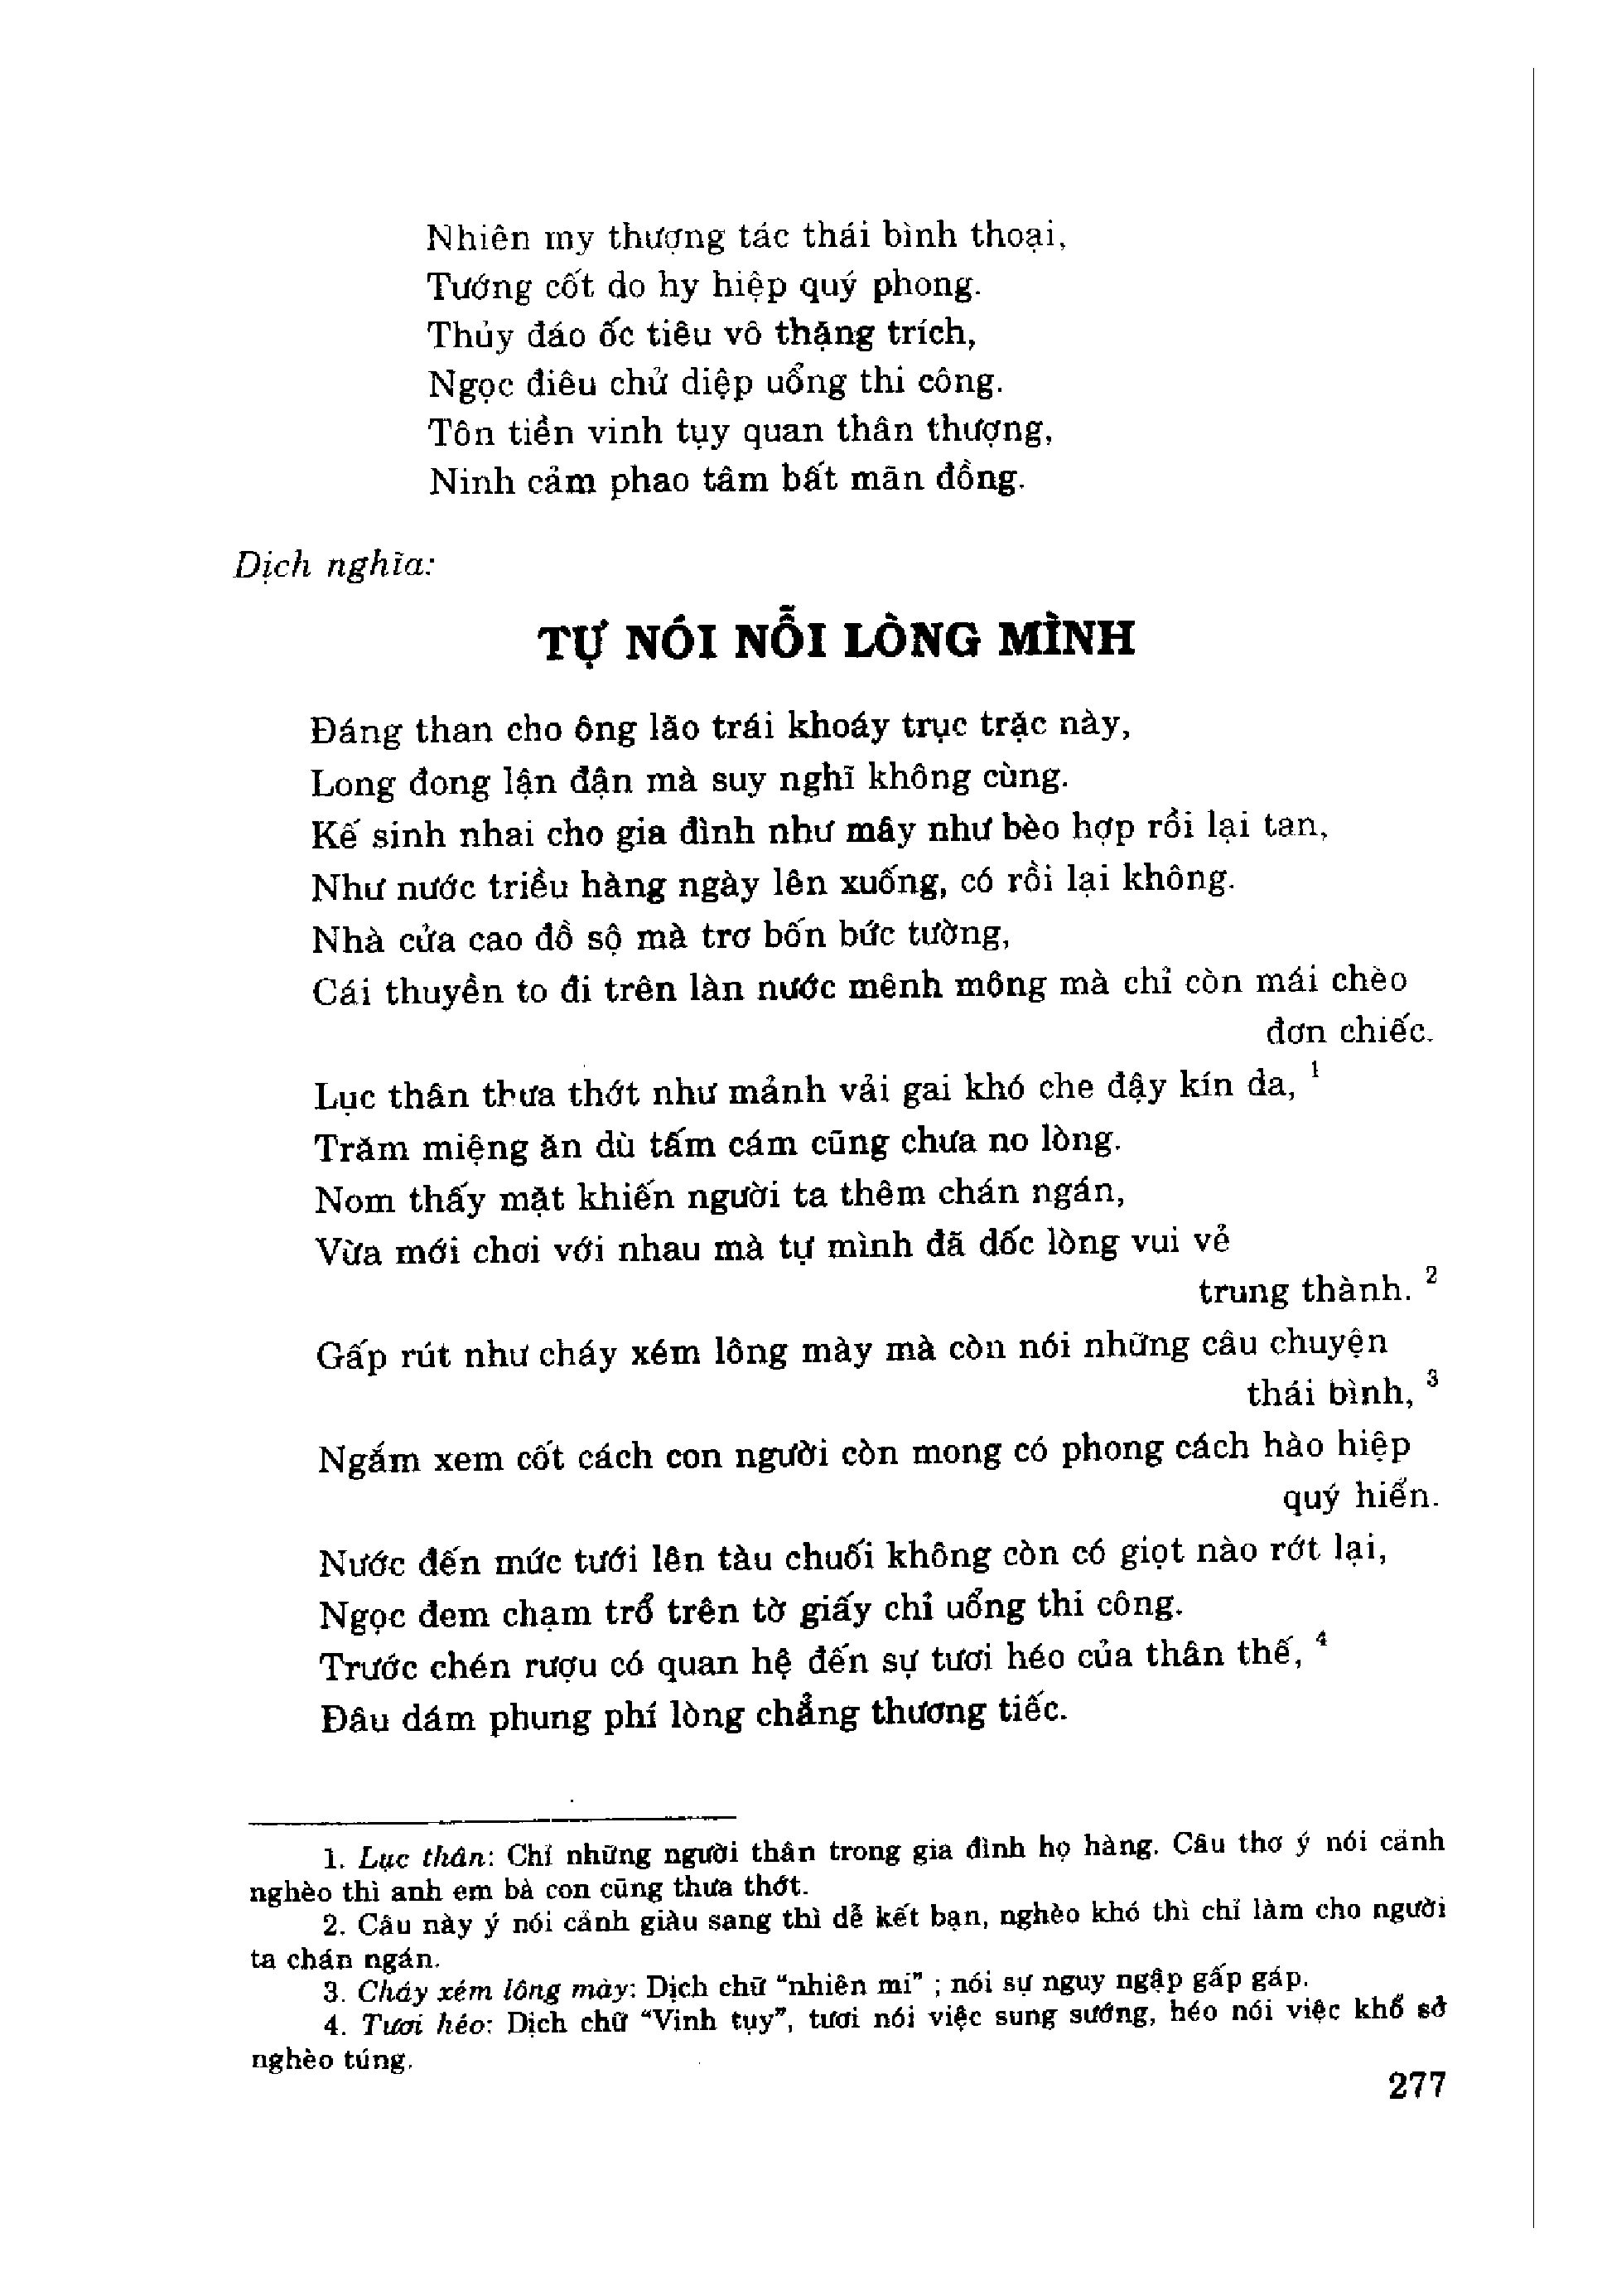 Nhiên my thượng tác thái bình thoại,
Tướng cốt do hy hiệp quý phong.
Thủy đáo ốc tiêu vô thặng trích,
Ngọc điêu chử diệp uổng thi công.
Tôn tiền vinh tụy quan thân thượng,
Ninh cảm phao tâm bất mãn đồng.
Dịch nghĩa:
TỰ NÓI NỖI LÒNG MÌNH
Đáng than cho ông lão trái khoáy trục trặc này,
Long đong lận đận mà suy nghĩ không cùng.
Kế sinh nhai cho gia đình như mây như bèo hợp rồi lại tan,
Như nước triều hàng ngày lên xuống, có rồi lại không.
Nhà cửa cao đồ sộ mà trơ bốn bức tường,
Cái thuyền to đi trên làn nước mênh mông mà chỉ còn mái chèo
đơn chiếc.
Lục thân thưa thớt như mảnh vải gai khó che đậy kín da, 1
Trăm miệng ăn dù tấm cám cũng chưa no lòng.
Nom thấy mặt khiến người ta thêm chán ngán,
Vừa mới chơi với nhau mà tự mình đã dốc lòng vui vẻ
trung thành. 2
Gấp rút như cháy xém lông mày mà còn nói những câu chuyện
thái bình, 3
Ngắm xem cốt cách con người còn mong có phong cách hào hiệp
quý hiển.
Nước đến mức tưới lên tàu chuối không còn có giọt nào rớt lại,
Ngọc đem chạm trổ trên tờ giấy chỉ uổng thi công.
Trước chén rượu có quan hệ đến sự tươi héo của thân thế, 4
Đâu dám phung phí lòng chẳng thương tiếc.
1. Lục thân: Chỉ những người thân trong gia đình họ hàng. Câu thơ ý nói cảnh
nghèo thì anh em bà con cũng thưa thớt.
2. Câu này ý nói cảnh giàu sang thì dễ kết bạn, nghèo khó thì chỉ làm cho người
ta chán ngán.
3. Cháy xém lông mày: Dịch chữ “nhiên mi” ; nói sự nguy ngập gấp gáp.
4. Tươi héo: Dịch chữ “Vinh tụy”, tươi nói việc sung sướng, héo nói việc khổ sở
nghèo túng.
277